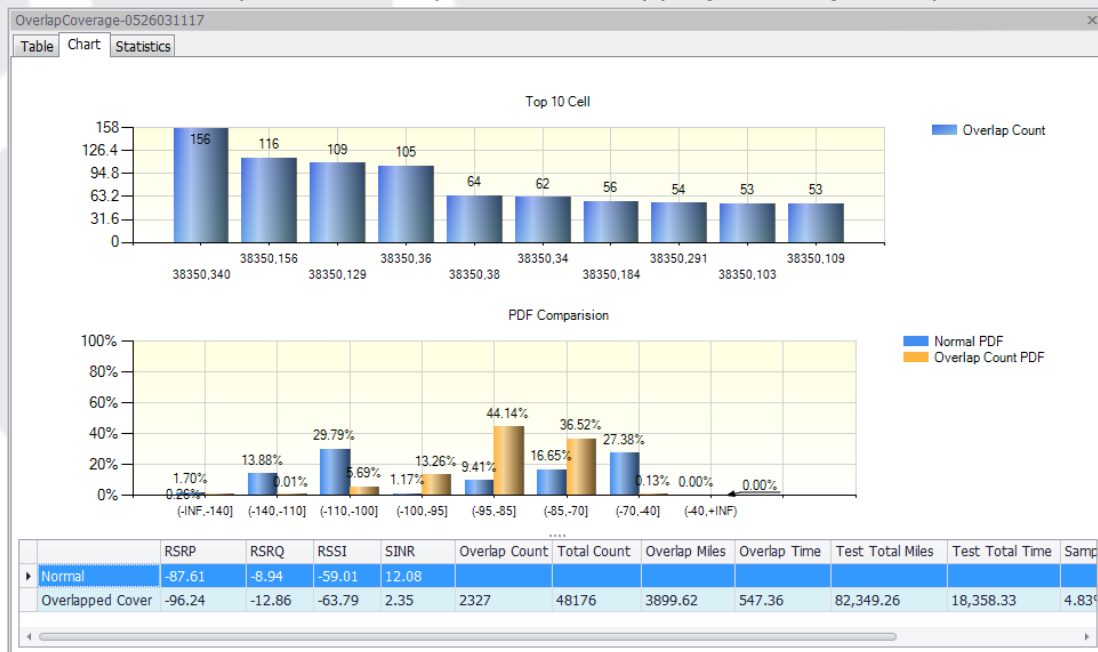 OverlapCoverage-0526031117
Table Chart Statistics
Top 10 Cell
Overlap Count
158
126.4
94.8
63.2
31.6
0
156 116 109 105 64 62 56 54 53 53
38350,340 38350,156 38350,129 38350,36 38350,38 38350,34 38350,184 38350,291 38350,103 38350,109
PDF Comparision
Normal PDF
Overlap Count PDF
100%
80%
60%
40%
20%
0%
1.70% 13.88% 29.79% 1.17% 9.41% 16.65% 27.38% 0.00%
0.26% 0.01% 5.69% 13.26% 44.14% 36.52% 0.13% 0.00%
(-INF,-140] (-140,-110] (-110,-100] (-100,-95] (-95,-85] (-85,-70] (-70,-40] (-40,+INF)
RSRP RSRQ RSSI SINR Overlap Count Total Count Overlap Miles Overlap Time Test Total Miles Test Total Time
Normal -87.61 -8.94 -59.01 12.08
Overlapped Cover -96.24 -12.86 -63.79 2.35 2327 48176 3899.62 547.36 82,349.26 18,358.33 4.83%